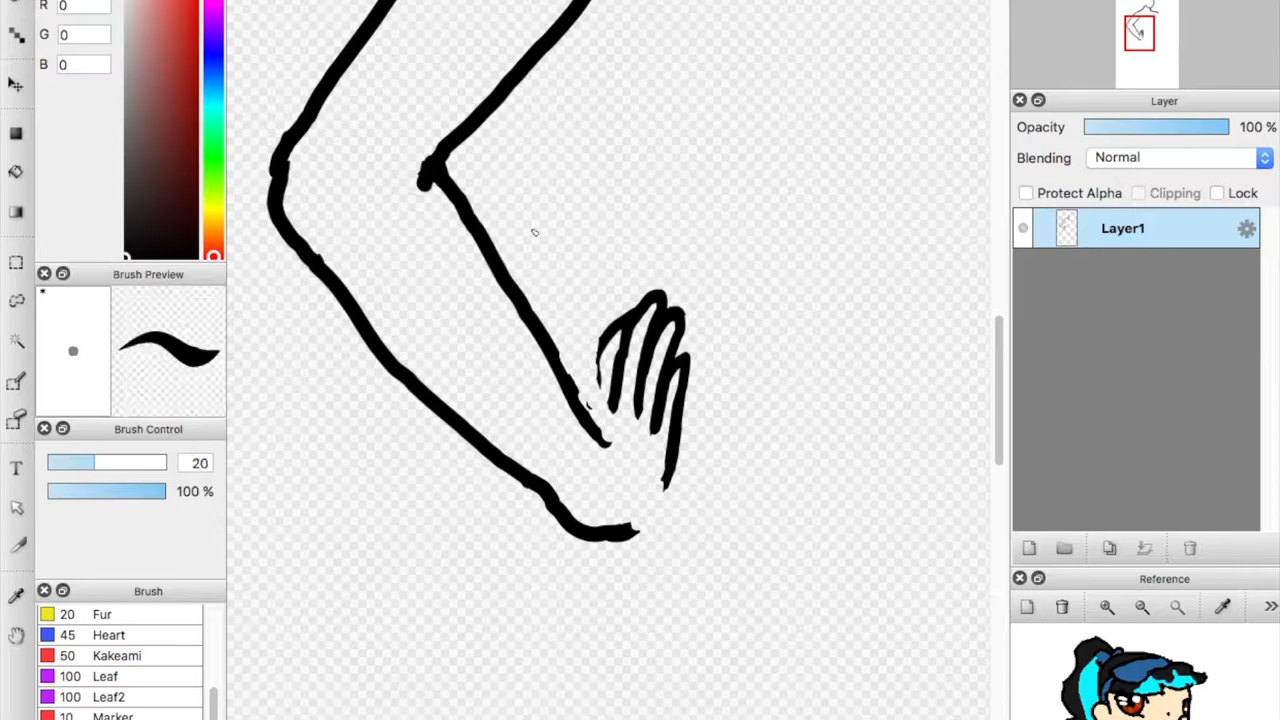 R 0
G 0
B 0
Brush Preview
*
Brush Control
20
100 %
Brush
20 Fur
45 Heart
50 Kakeami
100 Leaf
100 Leaf2
10 Marker
T
Layer
Opacity 100 %
Blending Normal
Protect Alpha Clipping Lock
Layer1
Reference
»